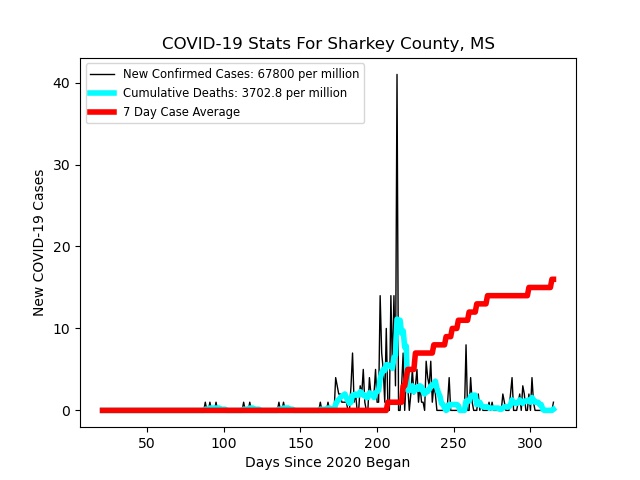 COVID-19 Stats For Sharkey County, MS
New Confirmed Cases: 67800 per million
Cumulative Deaths: 3702.8 per million
7 Day Case Average
New COVID-19 Cases
40
30
20
10
0
50 100 150 200 250 300
Days Since 2020 Began